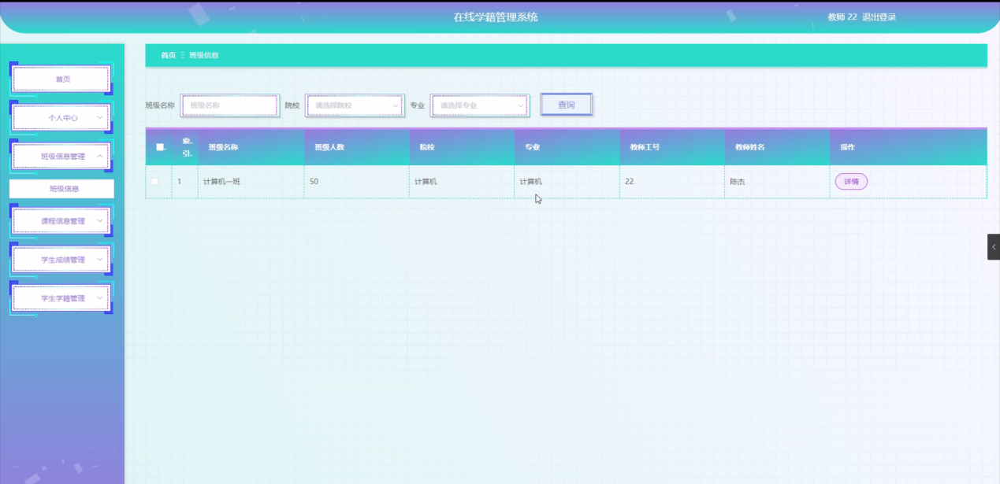 在线学籍管理系统
教师 22 退出登录
首页
个人中心
班级信息管理
班级信息
课程信息管理
学生成绩管理
学生学籍管理
首页 三 班级信息
班级名称 班级名称 院校 请选择院校 专业 请选择专业 查询
索.. 引.. 班级名称 班级人数 院校 专业 教师工号 教师姓名 操作
1 计算机一班 50 计算机 计算机 22 陈杰 详情